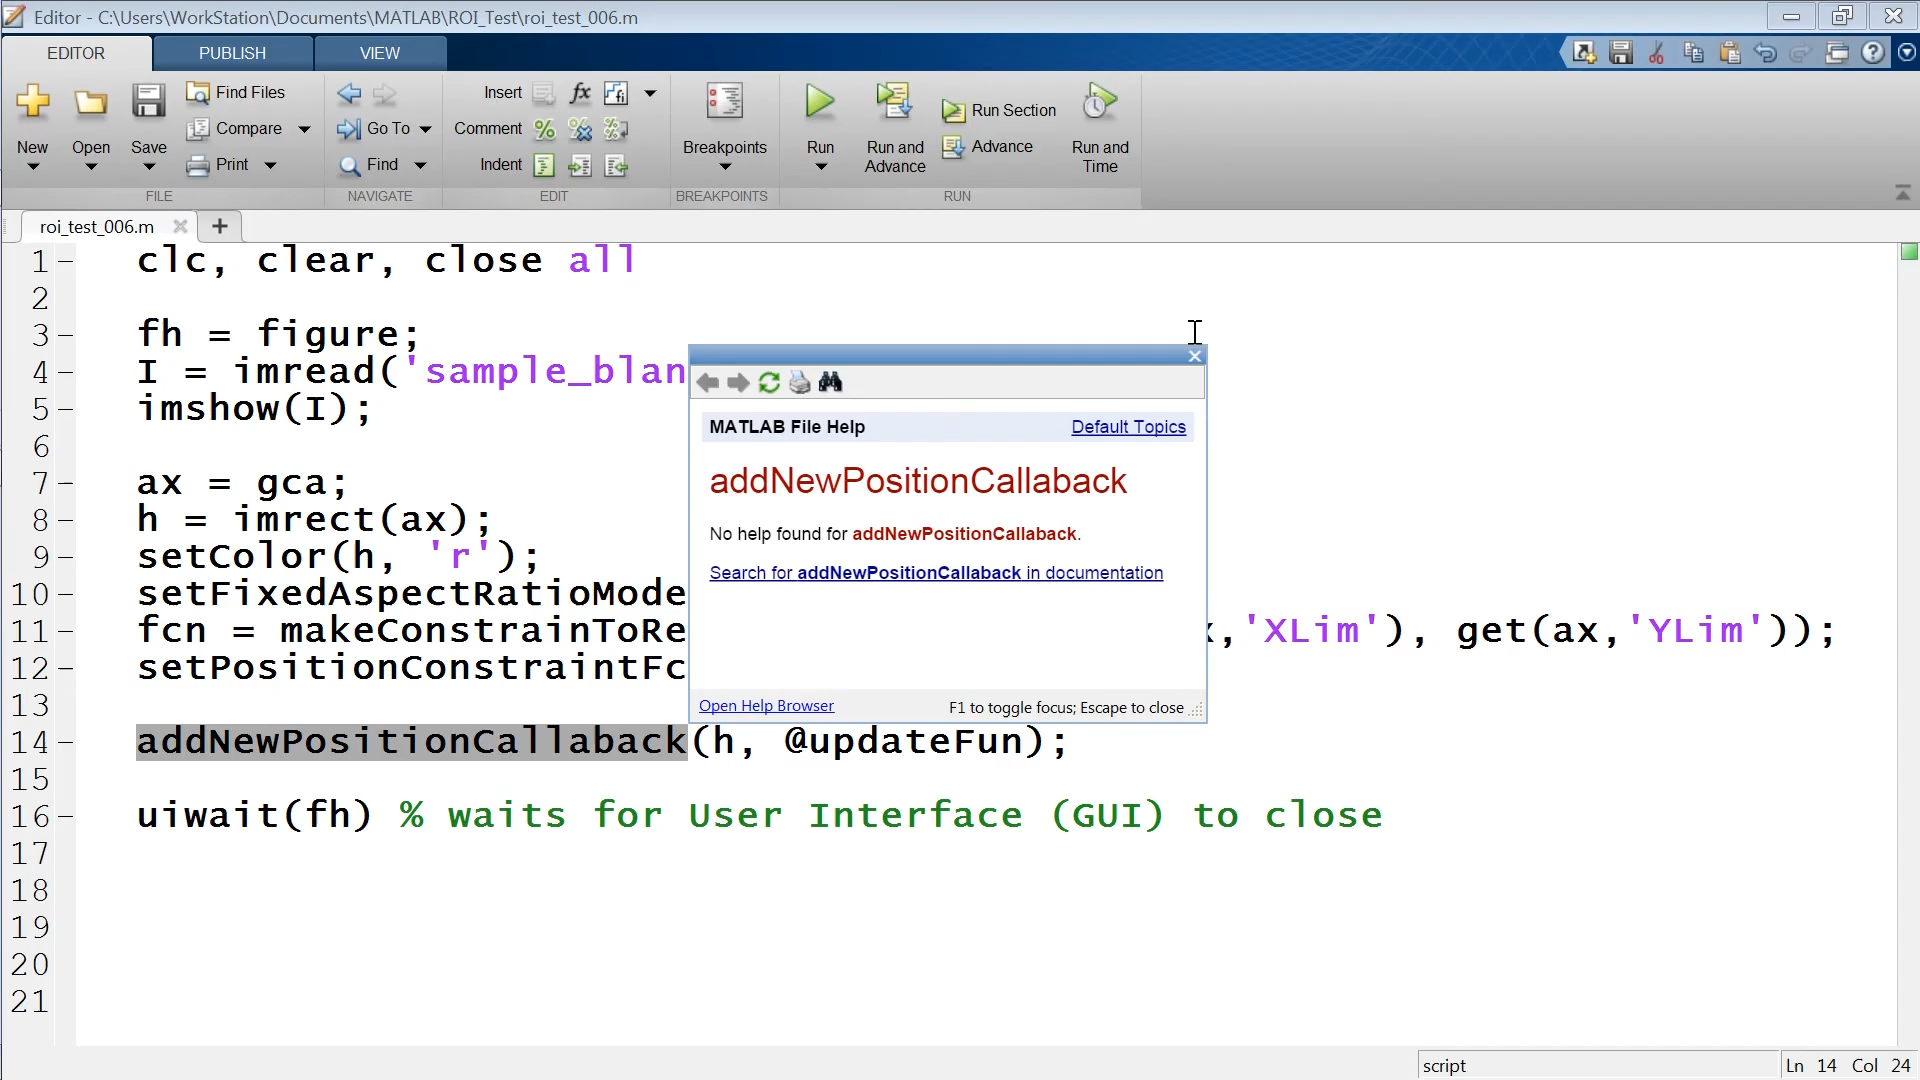 Editor - C:\Users\WorkStation\Documents\MATLAB\ROI_Test\roi_test_006.m
EDITOR
PUBLISH
VIEW
New
Open
Save
Find Files
Compare
Print
FILE
Go To
Find
NAVIGATE
Insert
fx
fi
Comment
%
Indent
EDIT
Breakpoints
BREAKPOINTS
Run
Run and
Advance
Run Section
Advance
Run and
Time
RUN
roi_test_006.m
1 clc, clear, close all
2
3 fh = figure;
4 I = imread('sample_blan
5 imshow(I);
6
7 ax = gca;
8 h = imrect(ax);
9 setColor(h, 'r');
10 setFixedAspectRatioMode
11 fcn = makeConstrainToRe x,'XLim'), get(ax,'YLim'));
12 setPositionConstraintFc
13
14 addNewPositionCallaback(h, @updateFun);
15
16 uiwait(fh) % waits for User Interface (GUI) to close
17
18
19
20
21
MATLAB File Help
Default Topics
addNewPositionCallaback
No help found for addNewPositionCallaback.
Search for addNewPositionCallaback in documentation
Open Help Browser
F1 to toggle focus; Escape to close
script
Ln 14 Col 24